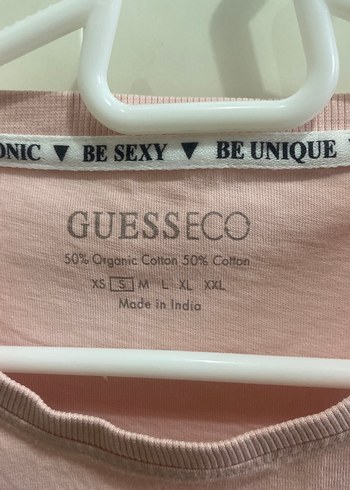 ONIC ▼ BE SEXY ▼ BE UNIQUE
GUESSECO
50% Organic Cotton 50% Cotton
XS S M L XL XXL
Made in India